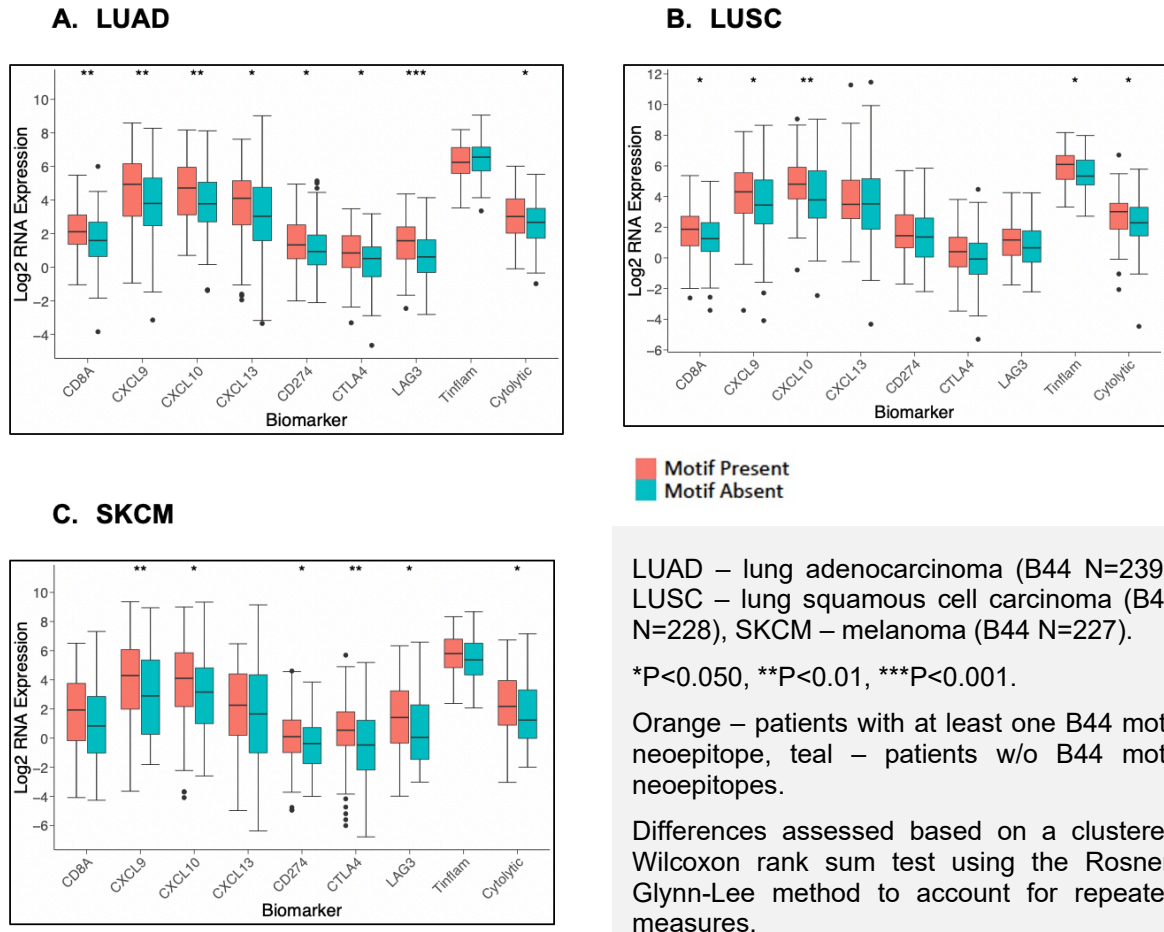 A. LUAD
** ** ** * * * *** *
10
8
6
4
2
0
−2
−4
Log2 RNA Expression
CD8A CXCL9 CXCL10 CXCL13 CD274 CTLA4 LAG3 Tinflam Cytolytic
Biomarker
B. LUSC
* * ** * *
12
10
8
6
4
2
0
−2
−4
−6
Log2 RNA Expression
CD8A CXCL9 CXCL10 CXCL13 CD274 CTLA4 LAG3 Tinflam Cytolytic
Biomarker
Motif Present
Motif Absent
C. SKCM
** * * ** * *
10
8
6
4
2
0
−2
−4
−6
Log2 RNA Expression
CD8A CXCL9 CXCL10 CXCL13 CD274 CTLA4 LAG3 Tinflam Cytolytic
Biomarker
LUAD – lung adenocarcinoma (B44 N=239
LUSC – lung squamous cell carcinoma (B4
N=228), SKCM – melanoma (B44 N=227).
*P<0.050, **P<0.01, ***P<0.001.
Orange – patients with at least one B44 mot
neoepitope, teal – patients w/o B44 mot
neoepitopes.
Differences assessed based on a clustere
Wilcoxon rank sum test using the Rosner
Glynn-Lee method to account for repeate
measures.